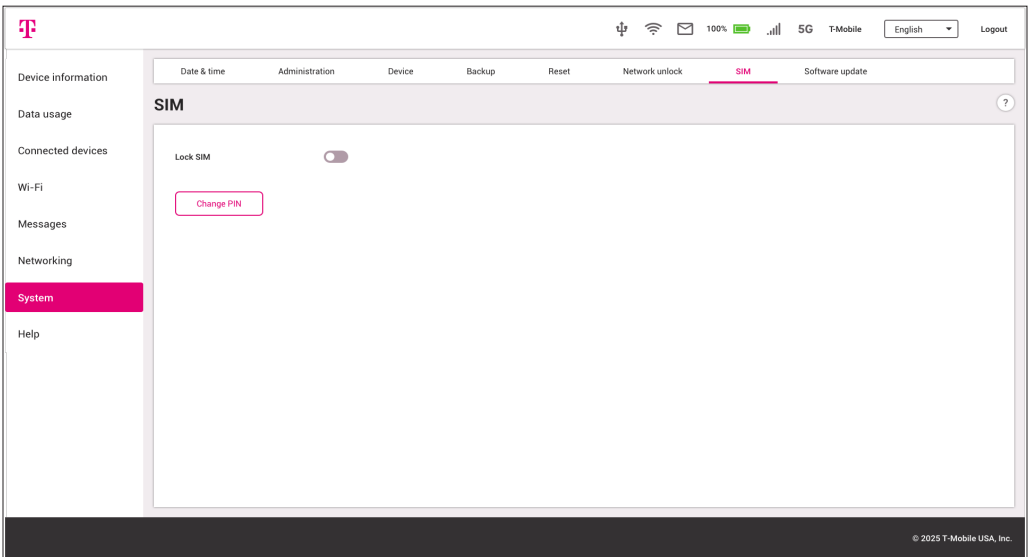 T
100% 5G T-Mobile English Logout
Device information
Data usage
Connected devices
Wi-Fi
Messages
Networking
System
Help
Date & time Administration Device Backup Reset Network unlock SIM Software update
SIM ?
Lock SIM
Change PIN
© 2025 T-Mobile USA, Inc.